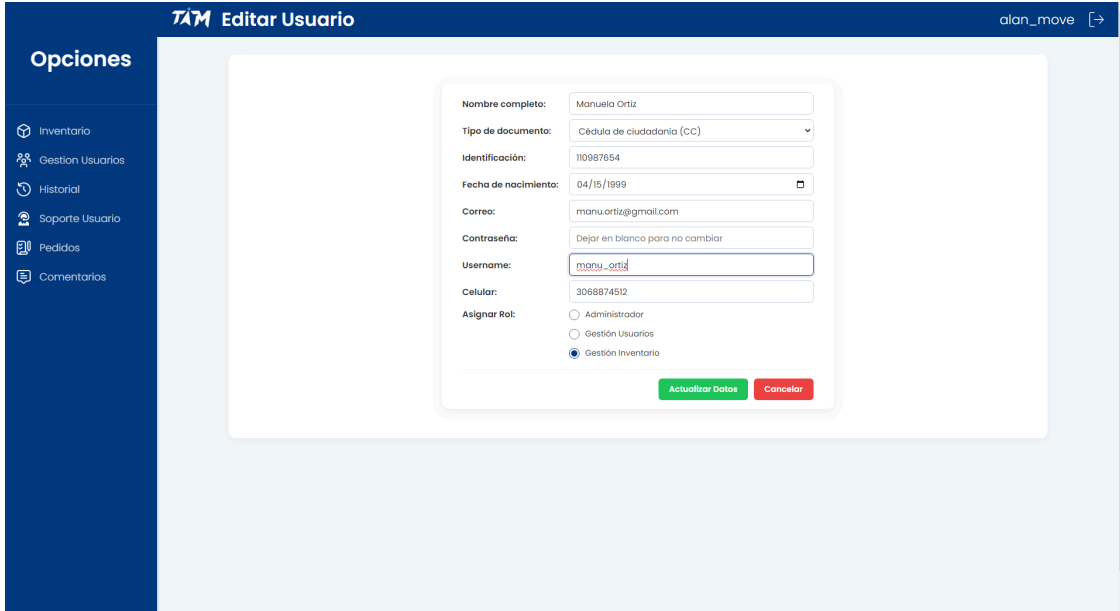 TAM Editar Usuario
alan_move
Opciones
Inventario
Gestion Usuarios
Historial
Soporte Usuario
Pedidos
Comentarios
Nombre completo: Manuela Ortiz
Tipo de documento: Cédula de ciudadanía (CC)
Identificación: 110987654
Fecha de nacimiento: 04/15/1999
Correo: manu.ortiz@gmail.com
Contraseña: Dejar en blanco para no cambiar
Username: manu_ortiz
Celular: 3068874512
Asignar Rol: Administrador
Gestión Usuarios
Gestión Inventario
Actualizar Datos Cancelar